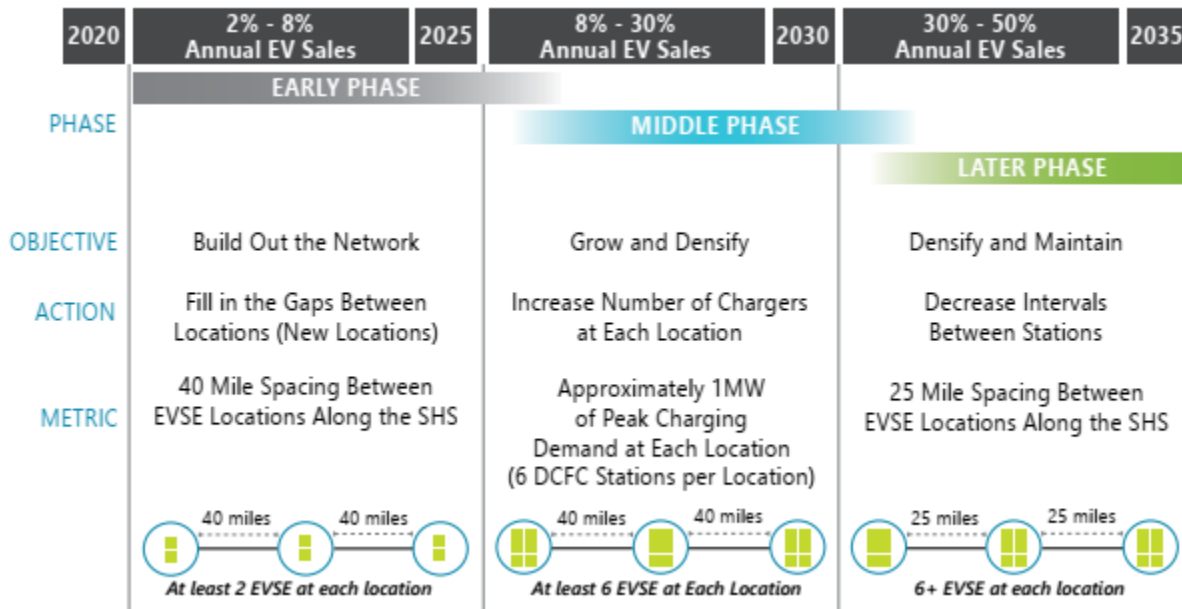 2020
2% - 8%
Annual EV Sales
2025
8% - 30%
Annual EV Sales
2030
30% - 50%
Annual EV Sales
2035
PHASE
EARLY PHASE
MIDDLE PHASE
LATER PHASE
OBJECTIVE
Build Out the Network
Grow and Densify
Densify and Maintain
ACTION
Fill in the Gaps Between
Locations (New Locations)
Increase Number of Chargers
at Each Location
Decrease Intervals
Between Stations
METRIC
40 Mile Spacing Between
EVSE Locations Along the SHS
Approximately 1MW
of Peak Charging
Demand at Each Location
(6 DCFC Stations per Location)
25 Mile Spacing Between
EVSE Locations Along the SHS
40 miles
40 miles
40 miles
40 miles
25 miles
25 miles
At least 2 EVSE at each location
At least 6 EVSE at Each Location
6+ EVSE at each location